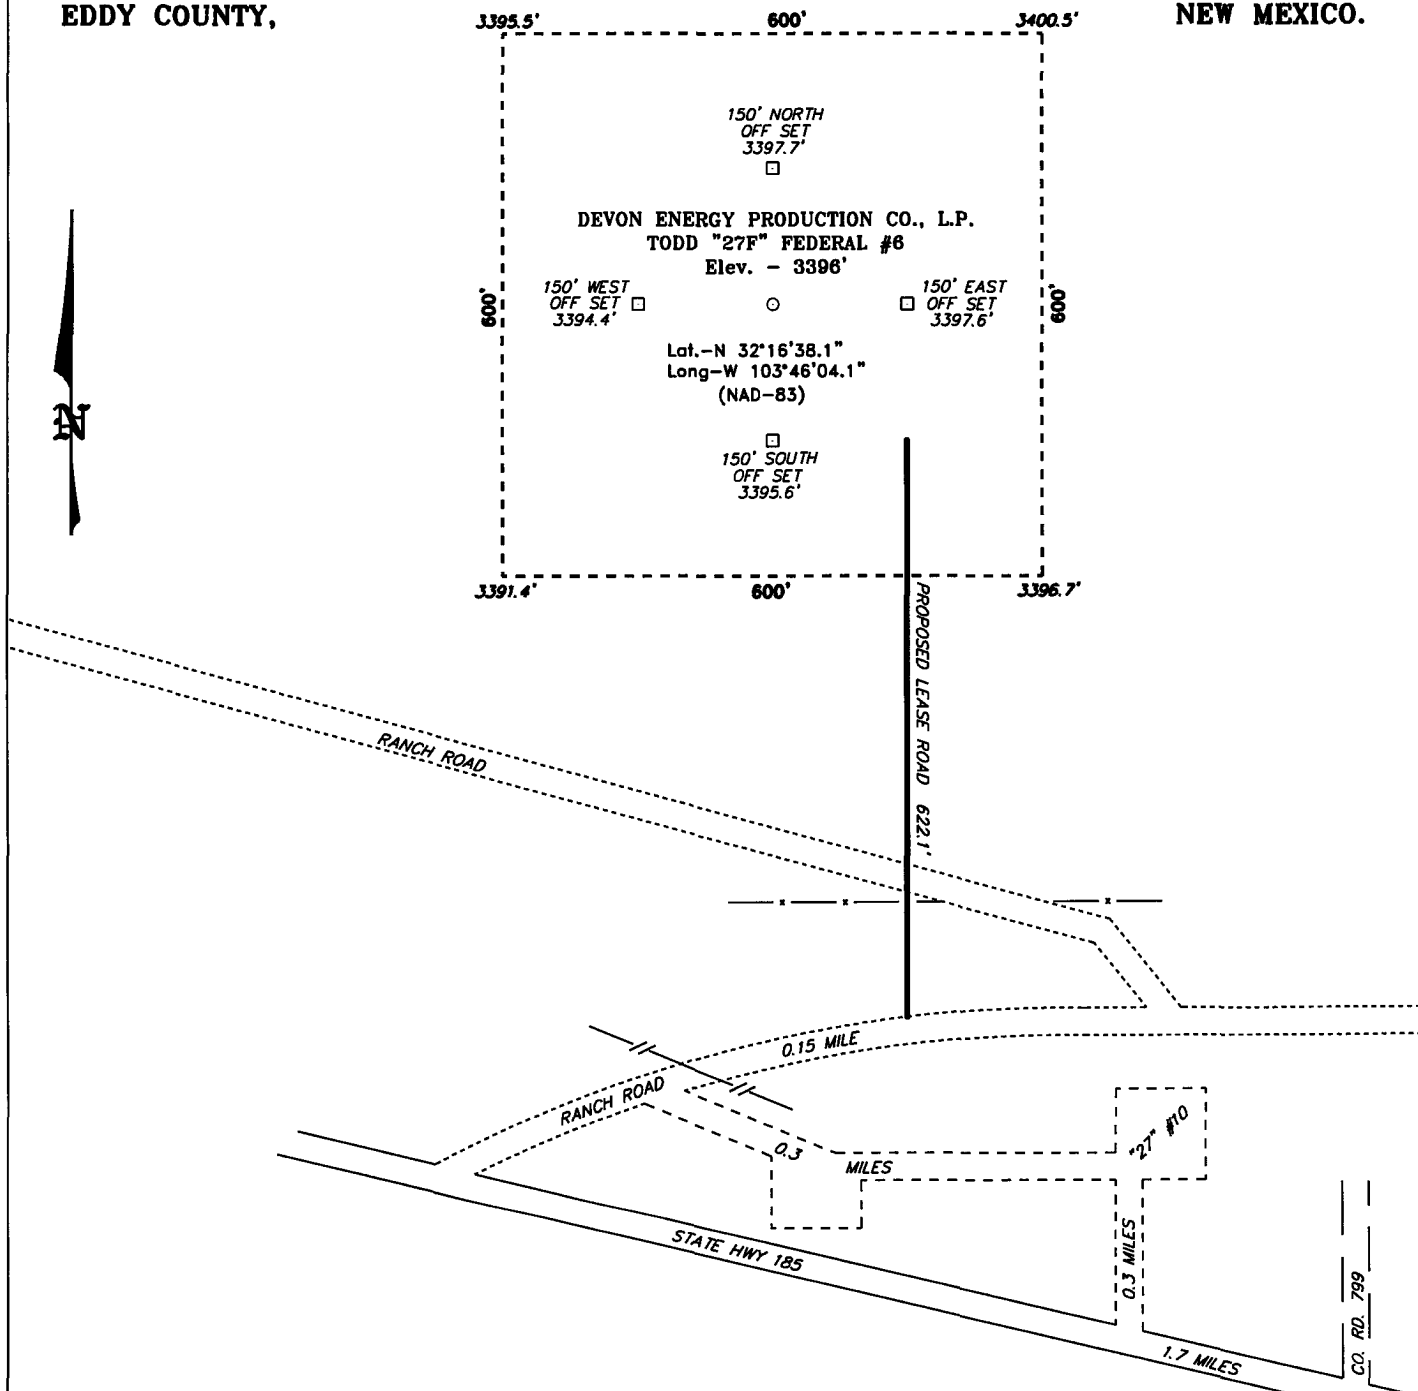 EDDY COUNTY,
NEW MEXICO.
3395.5'
600'
3400.5'
150' NORTH
OFF SET
3397.7'
DEVON ENERGY PRODUCTION CO., L.P.
TODD "27F" FEDERAL #6
Elev. - 3396'
600'
150' WEST
OFF SET
3394.4'
150' EAST
OFF SET
3397.6'
600'
Lat.-N 32°16'38.1"
Long-W 103°46'04.1"
(NAD-83)
N
150' SOUTH
OFF SET
3395.6'
3391.4'
600'
3396.7'
PROPOSED LEASE ROAD 622.1'
RANCH ROAD
0.15 MILE
RANCH ROAD
"27" #10
0.3
MILES
STATE HWY 185
0.3 MILES
1.7 MILES
CO. RD. 799